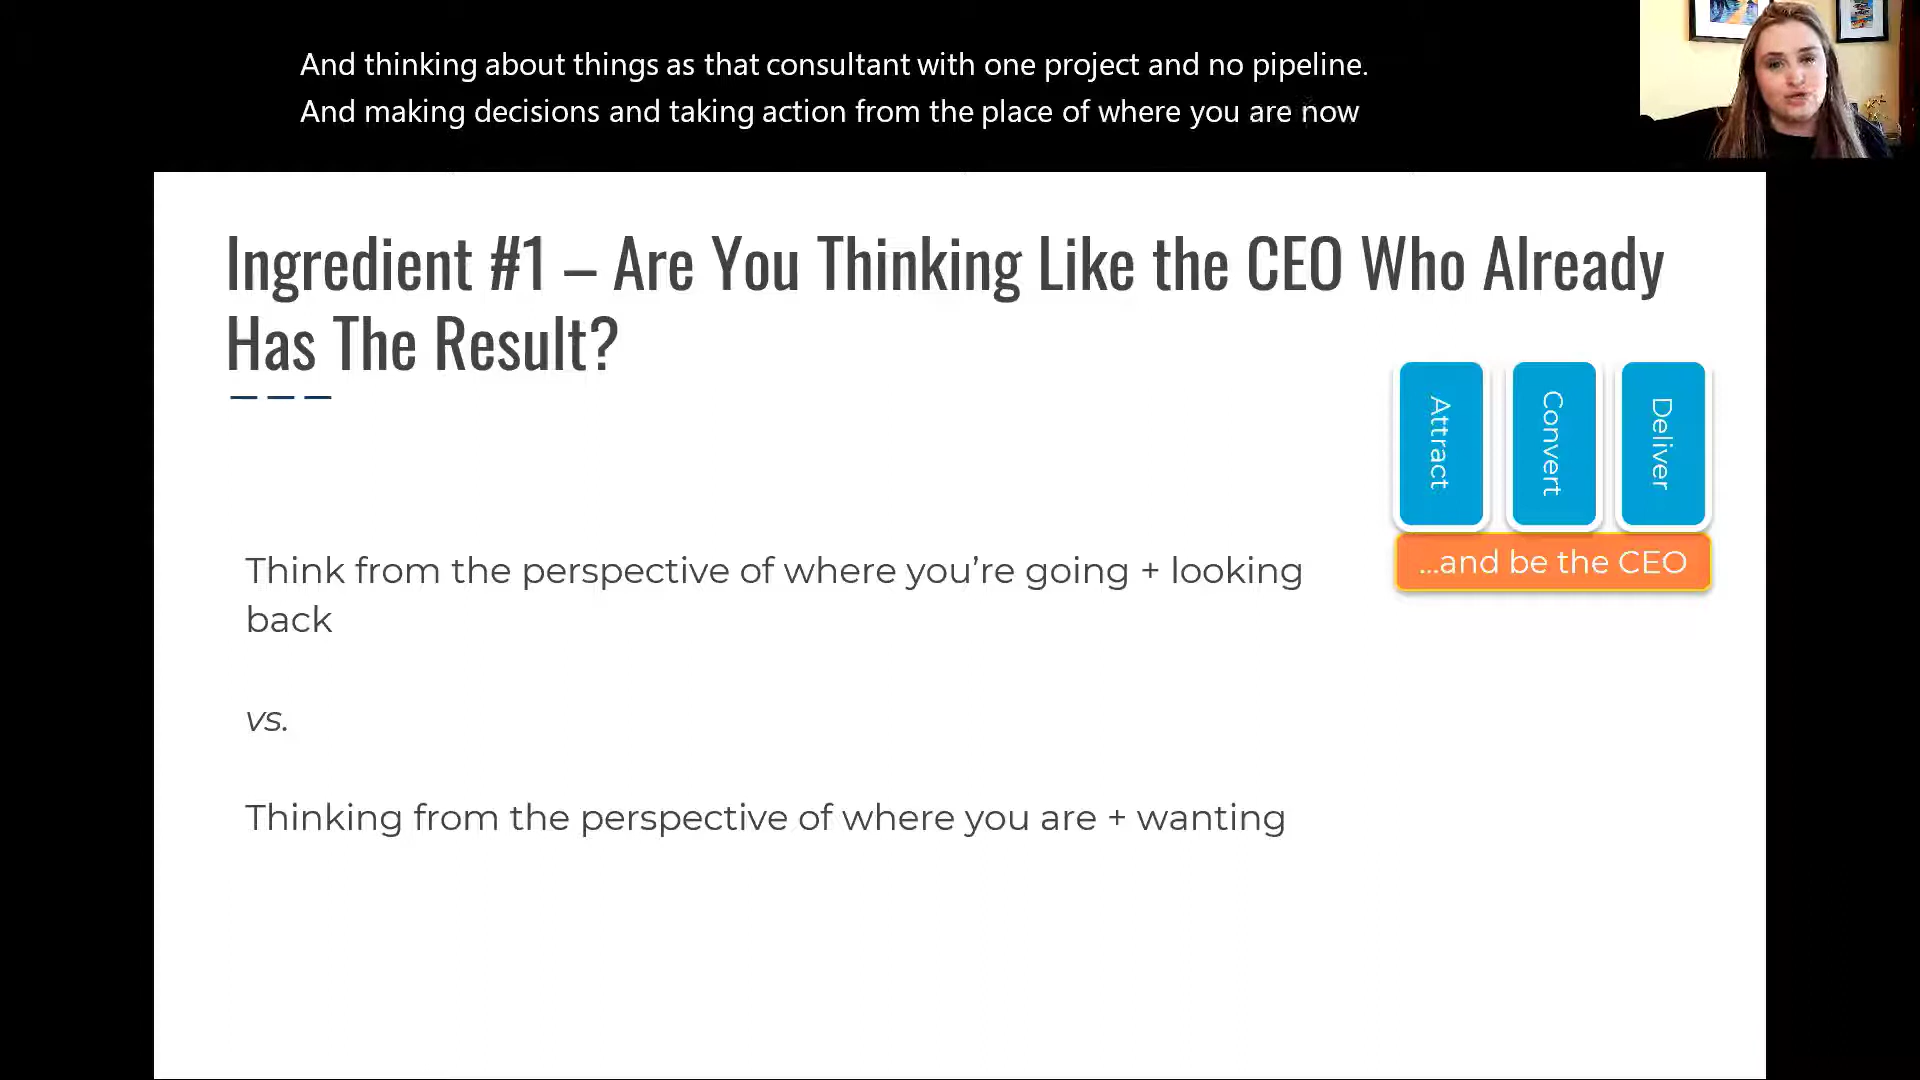 And thinking about things as that consultant with one project and no pipeline.
And making decisions and taking action from the place of where you are now
Ingredient #1 – Are You Thinking Like the CEO Who Already
Has The Result?
Attract
Convert
Deliver
...and be the CEO
Think from the perspective of where you’re going + looking
back
vs.
Thinking from the perspective of where you are + wanting